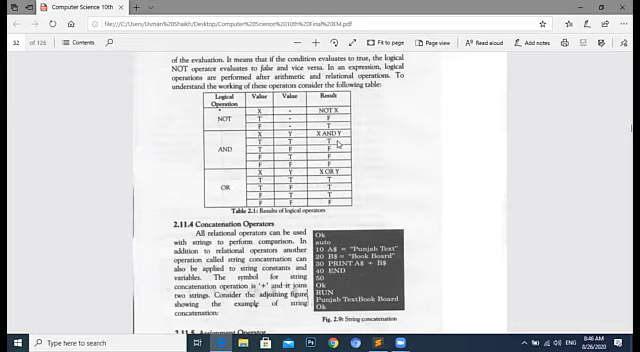 Computer Science 10th
file:///C:/Users/Usman Shaikh/Desktop/Computer%20Science%2010th%20Final%20EM.pdf
32 of 126 Contents Fit to page Page view Read aloud Add notes
of the evaluation. It means that if the condition evaluates to true, the logical
NOT operator evaluates to false and vice versa. In an expression, logical
operations are performed after arithmetic and relational operations. To
understand the working of these operators consider the following table:
Logical Operation Value Value Result
NOT X - NOT X
T - F
F - T
AND X Y X AND Y
T T T
T F F
F T F
F F F
OR X Y X OR Y
T T T
T F T
F T T
F F F
Table 2.1: Results of logical operators
2.11.4 Concatenation Operators
All relational operators can be used
with strings to perform comparison. In
addition to relational operators another
operation called string concatenation can
also be applied to string constants and
variables. The symbol for string
concatenation operation is '+' and it joins
two strings. Consider the adjoining figure
showing the example of string
concatenation:
Ok
auto
10 A$ = "Punjab Text"
20 B$ = "Book Board"
30 PRINT A$ + B$
40 END
50
Ok
RUN
Punjab TextBook Board
Ok
Fig. 2.9: String concatenation
2.11.5 Assignment Operator
Type here to search
ENG
8:46 AM
8/26/2020